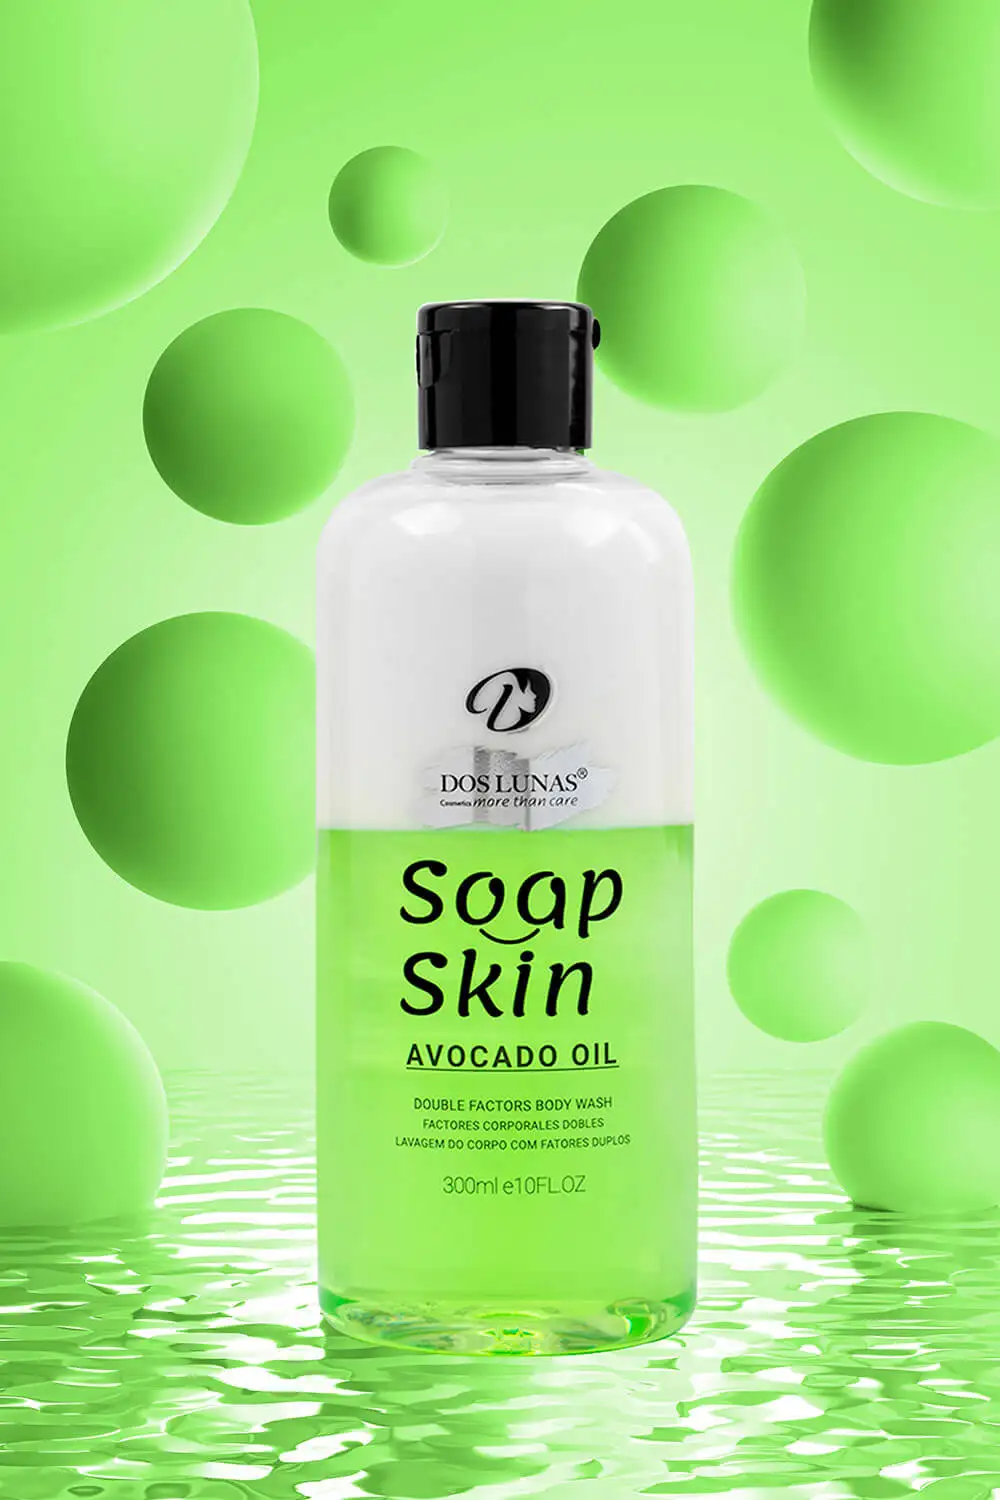 DOS LUNAS®
Cosmetics more than care
Soap
Skin
AVOCADO OIL
DOUBLE FACTORS BODY WASH
FACTORES CORPORALES DOBLES
LAVAGEM DO CORPO COM FATORES DUPLOS
300ml e10FL.OZ